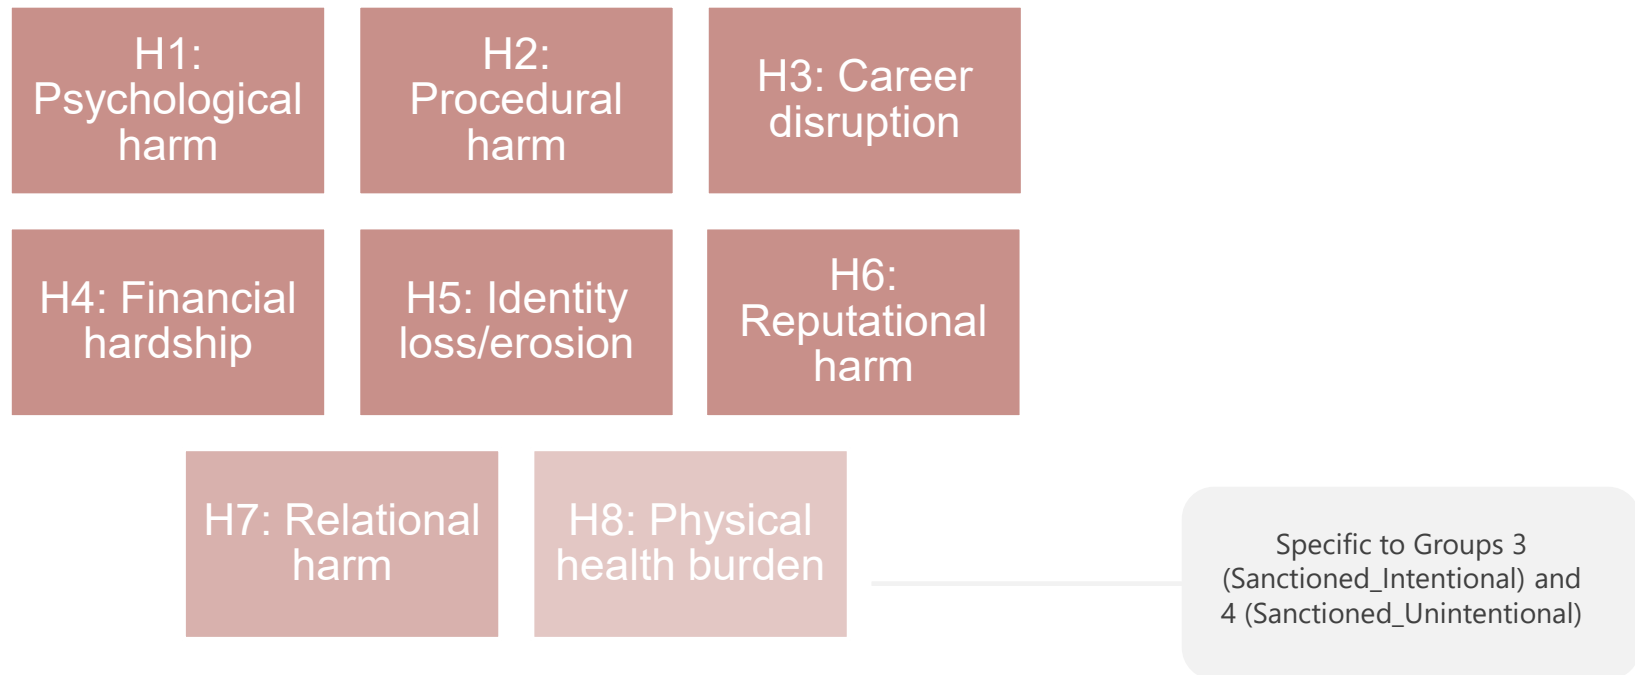 H1:
Psychological
harm
H2:
Procedural
harm
H3: Career
disruption
H4: Financial
hardship
H5: Identity
loss/erosion
H6:
Reputational
harm
H7: Relational
harm
H8: Physical
health burden
Specific to Groups 3
(Sanctioned_Intentional) and
4 (Sanctioned_Unintentional)